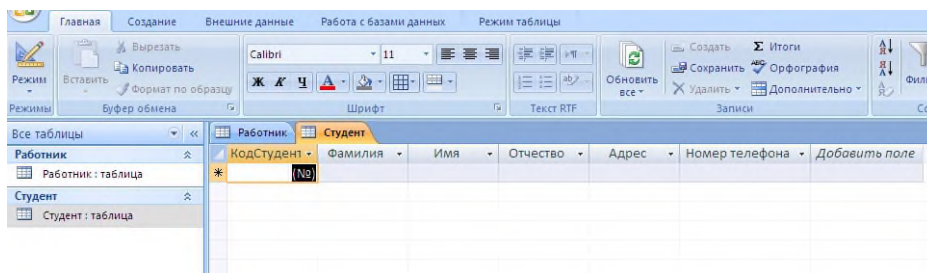 Главная Создание Внешние данные Работа с базами данных Режим таблицы
Режим
Вставить
Вырезать
Копировать
Формат по образцу
Calibri 11
Ж К Ч А
Обновить все
Создать
Сохранить
Удалить
Σ Итоги
ABC Орфография
Дополнительно
Режимы Буфер обмена Шрифт Текст RTF Записи
Все таблицы
Работник
Работник : таблица
Студент
Студент : таблица
Работник Студент
КодСтудент Фамилия Имя Отчество Адрес Номер телефона Добавить поле
* (№)